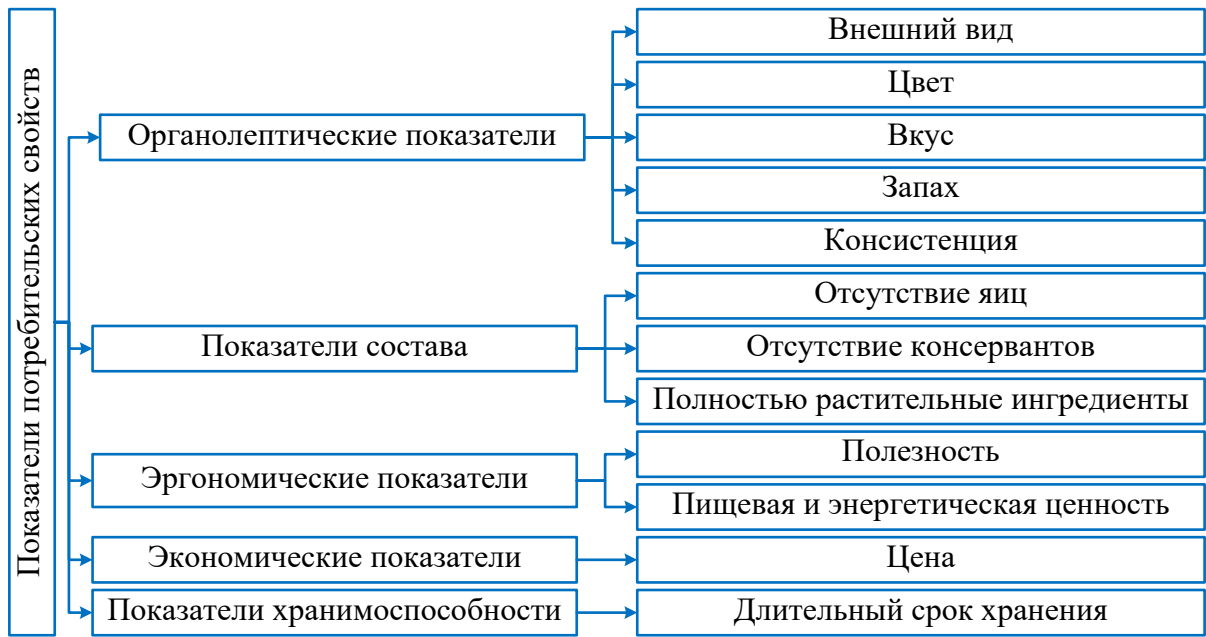 Показатели потребительских свойств
Органолептические показатели
Внешний вид
Цвет
Вкус
Запах
Консистенция
Показатели состава
Отсутствие яиц
Отсутствие консервантов
Полностью растительные ингредиенты
Эргономические показатели
Полезность
Пищевая и энергетическая ценность
Экономические показатели
Цена
Показатели хранимоспособности
Длительный срок хранения